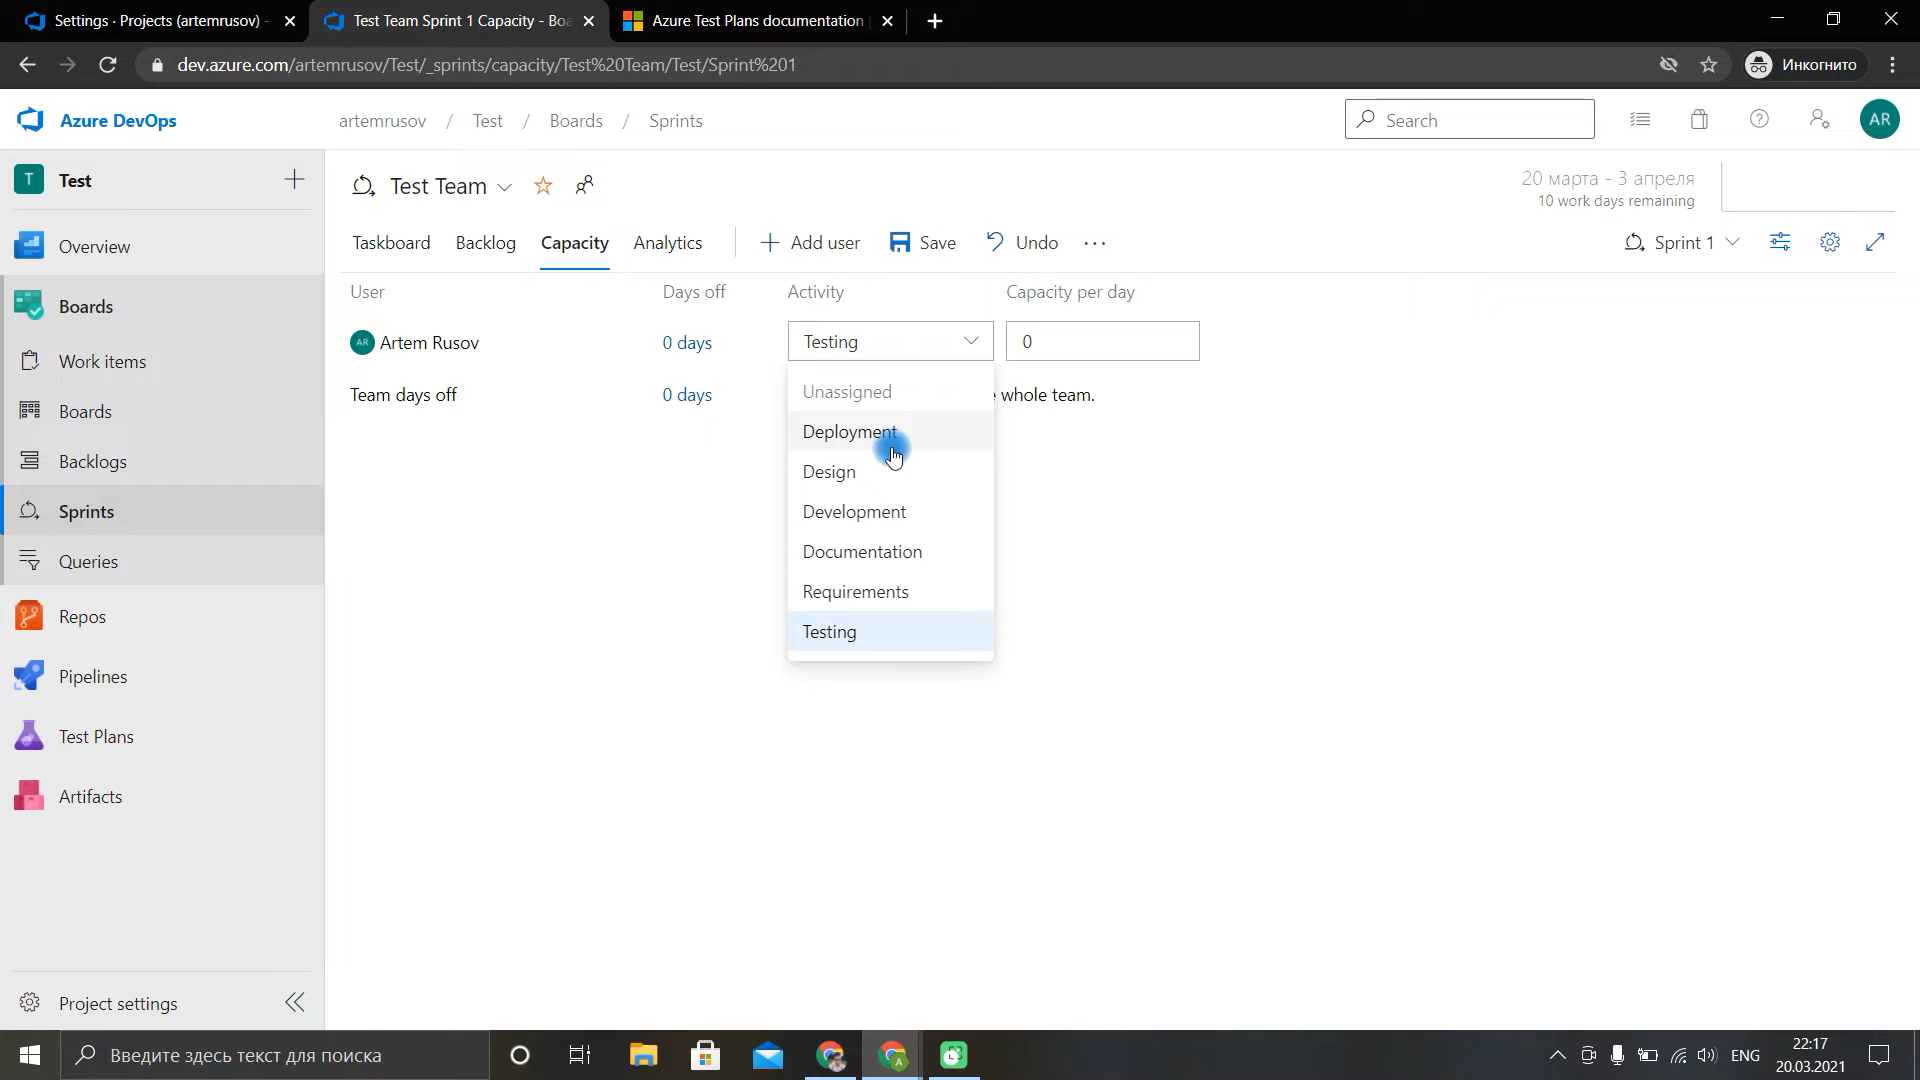 Settings · Projects (artemrusov) -
Test Team Sprint 1 Capacity - Boa
Azure Test Plans documentation
dev.azure.com/artemrusov/Test/_sprints/capacity/Test%20Team/Test/Sprint%201
Инкогнито
Azure DevOps
artemrusov / Test / Boards / Sprints
Search
AR
T Test
Test Team
20 марта - 3 апреля
10 work days remaining
Overview
Taskboard Backlog Capacity Analytics Add user Save Undo
Sprint 1
Boards
User Days off Activity Capacity per day
AR Artem Rusov 0 days Testing 0
Work items
Team days off 0 days whole team.
Unassigned
Boards
Deployment
Backlogs
Design
Sprints
Development
Queries
Documentation
Requirements
Repos
Testing
Pipelines
Test Plans
Artifacts
Project settings
Введите здесь текст для поиска
ENG
22:17
20.03.2021